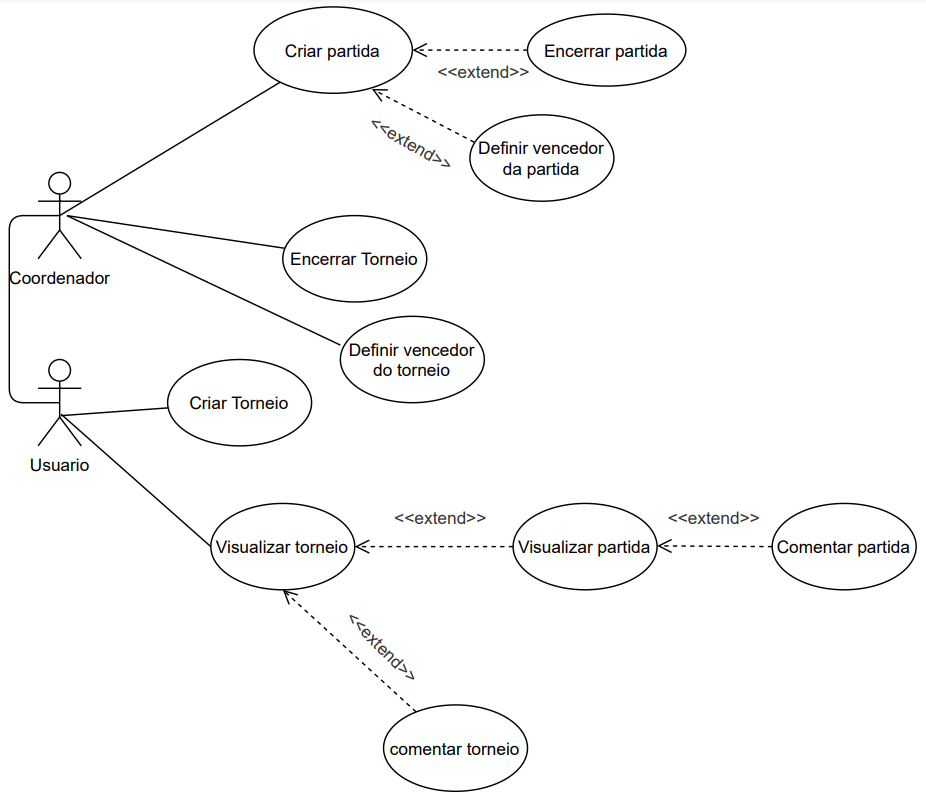 Criar partida
Encerrar partida
<<extend>>
<<extend>>
Definir vencedor
da partida
Encerrar Torneio
Coordenador
Definir vencedor
do torneio
Criar Torneio
Usuario
<<extend>>
<<extend>>
Visualizar torneio
Visualizar partida
Comentar partida
<<extend>>
comentar torneio